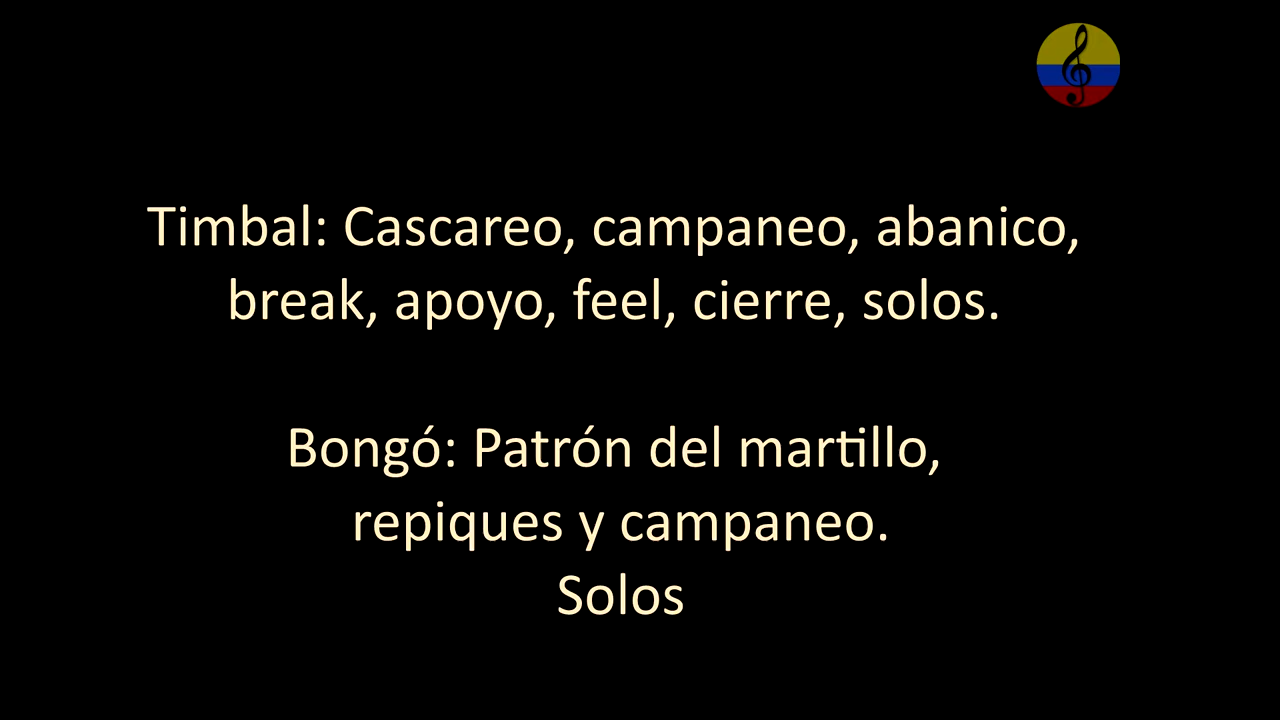 Timbal: Cascareo, campaneo, abanico,
break, apoyo, feel, cierre, solos.
Bongó: Patrón del martillo,
repiques y campaneo.
Solos